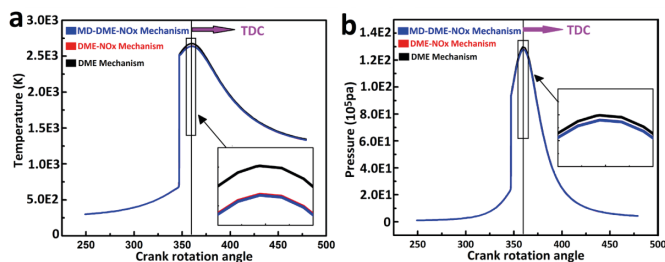 a
MD-DME-NOx Mechanism
DME-NOx Mechanism
DME Mechanism
TDC
3.0E3
2.5E3
2.0E3
1.5E3
1.0E3
5.0E2
0
Temperature (K)
250 300 350 400 450 500
Crank rotation angle
b
MD-DME-NOx Mechanism
DME-NOx Mechanism
DME Mechanism
TDC
1.4E2
1.2E2
1.0E2
8.0E1
6.0E1
4.0E1
2.0E1
0
Pressure (10⁵pa)
250 300 350 400 450 500
Crank rotation angle